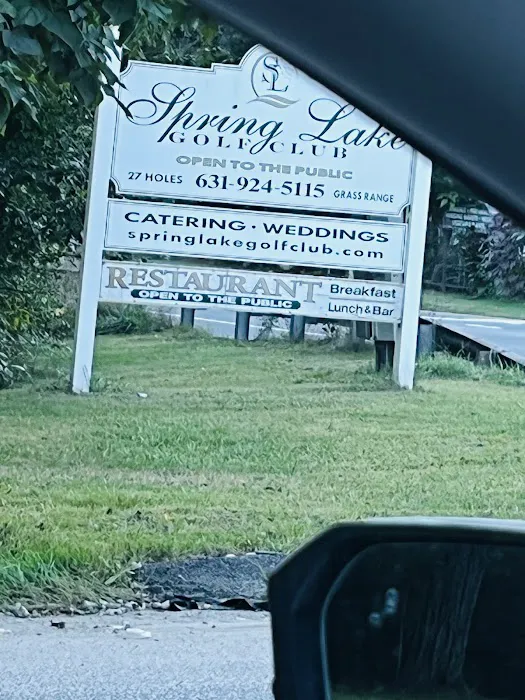 SL
Spring Lake
GOLF CLUB
OPEN TO THE PUBLIC
27 HOLES 631-924-5115 GRASS RANGE
CATERING · WEDDINGS
springlakegolfclub.com
RESTAURANT Breakfast
OPEN TO THE PUBLIC Lunch & Bar